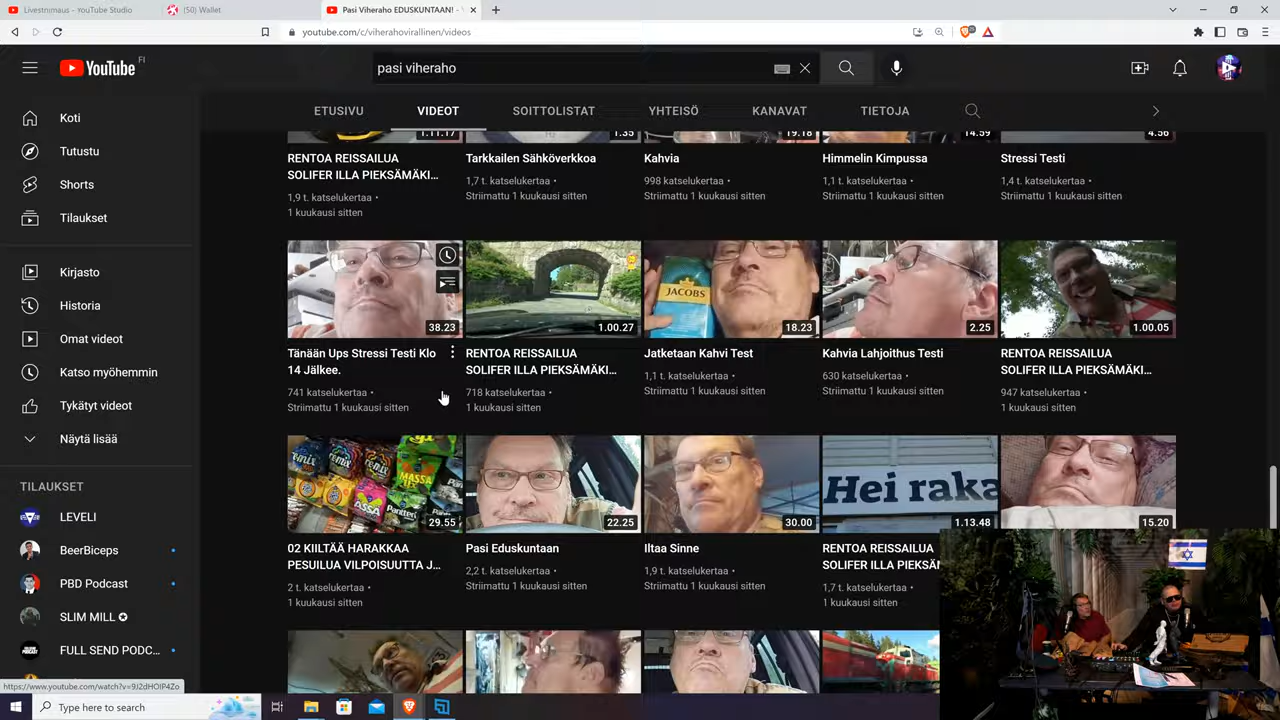 Livestriimaus - YouTube Studio
(50) Wallet
Pasi Viheraho EDUSKUNTAAN! -
youtube.com/c/viherahovirallinen/videos
YouTube FI
pasi viheraho
ETUSIVU
VIDEOT
SOITTOLISTAT
YHTEISÖ
KANAVAT
TIETOJA
Koti
Tutustu
Shorts
Tilaukset
Kirjasto
Historia
Omat videot
Katso myöhemmin
Tykätyt videot
Näytä lisää
TILAUKSET
LEVELI
BeerBiceps
PBD Podcast
SLIM MILL
FULL SEND PODC...
1.11.17
RENTOA REISSAILUA
SOLIFER ILLA PIEKSÄMÄKI...
1,9 t. katselukertaa •
1 kuukausi sitten
1.35
Tarkkailen Sähköverkkoa
1,7 t. katselukertaa •
Striimattu 1 kuukausi sitten
19.18
Kahvia
998 katselukertaa •
Striimattu 1 kuukausi sitten
14.59
Himmelin Kimpussa
1,1 t. katselukertaa •
Striimattu 1 kuukausi sitten
4.56
Stressi Testi
1,4 t. katselukertaa •
Striimattu 1 kuukausi sitten
38.23
Tänään Ups Stressi Testi Klo
14 Jälkee.
741 katselukertaa •
Striimattu 1 kuukausi sitten
1.00.27
RENTOA REISSAILUA
SOLIFER ILLA PIEKSÄMÄKI...
718 katselukertaa •
1 kuukausi sitten
JACOBS
18.23
Jatketaan Kahvi Test
1,1 t. katselukertaa •
Striimattu 1 kuukausi sitten
2.25
Kahvia Lahjoithus Testi
630 katselukertaa •
Striimattu 1 kuukausi sitten
1.00.05
RENTOA REISSAILUA
SOLIFER ILLA PIEKSÄMÄKI...
947 katselukertaa •
1 kuukausi sitten
29.55
02 KIILTÄÄ HARAKKAA
PESUILUA VILPOISUUTTA J...
2 t. katselukertaa •
1 kuukausi sitten
22.25
Pasi Eduskuntaan
2,2 t. katselukertaa •
Striimattu 1 kuukausi sitten
30.00
Iltaa Sinne
1,9 t. katselukertaa •
Striimattu 1 kuukausi sitten
Hei raka
1.13.48
RENTOA REISSAILUA
SOLIFER ILLA PIEKSÄ
1,7 t. katselukertaa •
1 kuukausi sitten
15.20
https://www.youtube.com/watch?v=9J2dHOIP4Zo
Type here to search